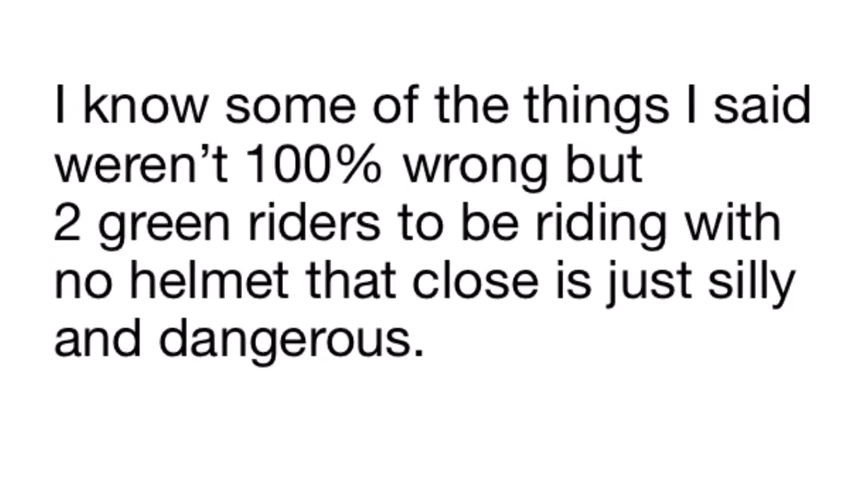 I know some of the things I said
weren’t 100% wrong but
2 green riders to be riding with
no helmet that close is just silly
and dangerous.